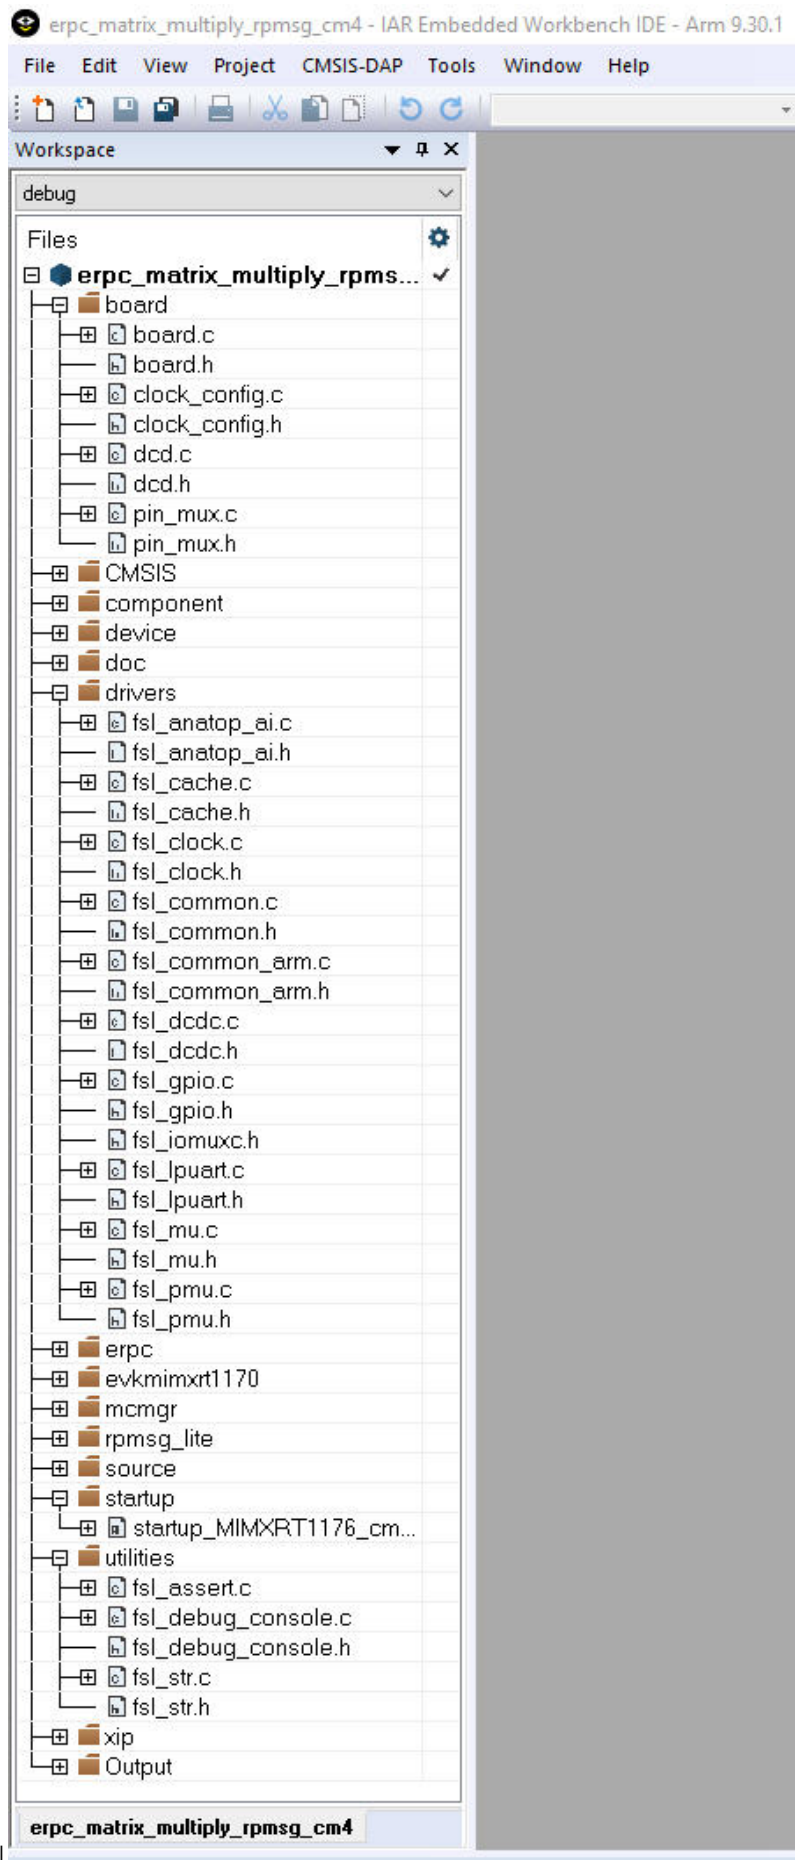 erpc_matrix_multiply_rpmsg_cm4 - IAR Embedded Workbench IDE - Arm 9.30.1
File Edit View Project CMSIS-DAP Tools Window Help
Workspace
debug
Files
erpc_matrix_multiply_rpms...
board
board.c
board.h
clock_config.c
clock_config.h
dcd.c
dcd.h
pin_mux.c
pin_mux.h
CMSIS
component
device
doc
drivers
fsl_anatop_ai.c
fsl_anatop_ai.h
fsl_cache.c
fsl_cache.h
fsl_clock.c
fsl_clock.h
fsl_common.c
fsl_common.h
fsl_common_arm.c
fsl_common_arm.h
fsl_dcdc.c
fsl_dcdc.h
fsl_gpio.c
fsl_gpio.h
fsl_iomuxc.h
fsl_lpuart.c
fsl_lpuart.h
fsl_mu.c
fsl_mu.h
fsl_pmu.c
fsl_pmu.h
erpc
evkmimxrt1170
mcmgr
rpmsg_lite
source
startup
startup_MIMXRT1176_cm...
utilities
fsl_assert.c
fsl_debug_console.c
fsl_debug_console.h
fsl_str.c
fsl_str.h
xip
Output
erpc_matrix_multiply_rpmsg_cm4